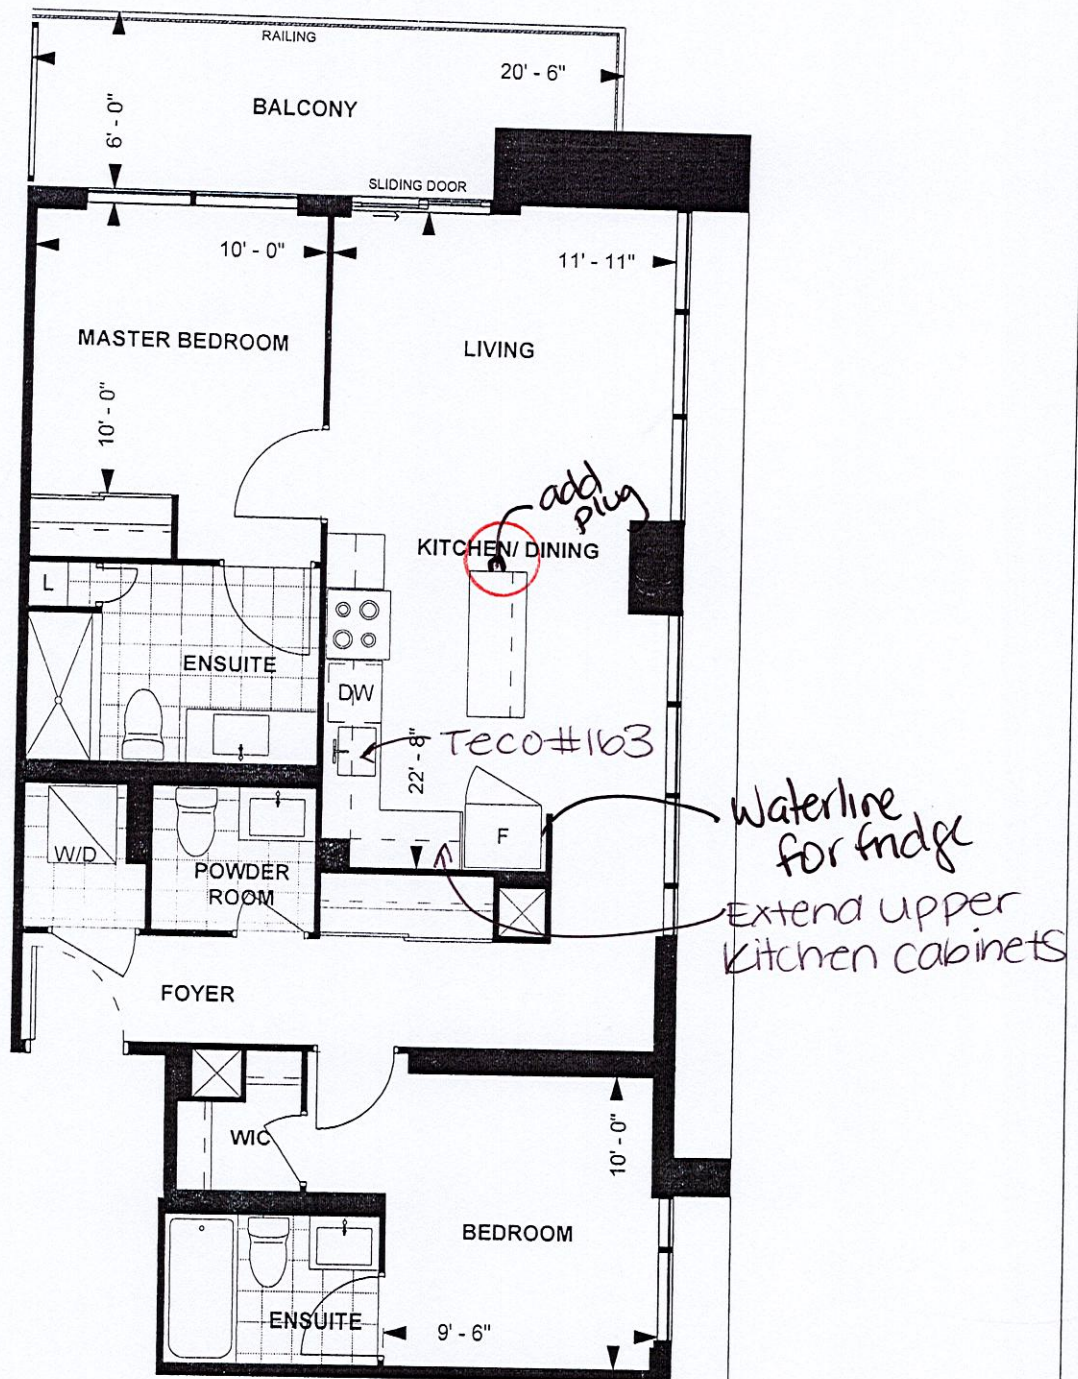 RAILING
20' - 6"
BALCONY
6' - 0"
SLIDING DOOR
10' - 0"
11' - 11"
MASTER BEDROOM
LIVING
10' - 0"
add
plug
KITCHEN/ DINING
L
ENSUITE
DW
Teco#163
22' - 8"
Waterline
for fridge
F
W/D
POWDER
ROOM
Extend upper
kitchen cabinets
FOYER
WIC
10' - 0"
BEDROOM
ENSUITE
9' - 6"